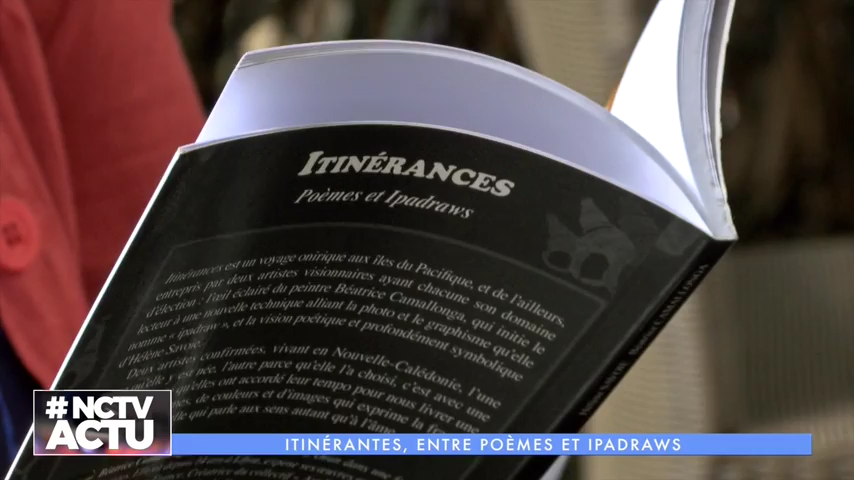 ITINÉRANCES
Poèmes et Ipadraws
Itinérances est un voyage onirique aux îles du Pacifique, et de l'ailleurs,
entrepris par deux artistes visionnaires ayant chacune son domaine
d'élection : l'œil éclairé du peintre Béatrice Camallonga, qui initie le
lecteur à une nouvelle technique alliant la photo et le graphisme qu'elle
nomme « ipadraw », et la vision poétique et profondément symbolique
d'Hélène Savoie.
Deux artistes confirmées, vivant en Nouvelle-Calédonie, l'une
qu'elle y est née, l'autre parce qu'elle l'a choisi, c'est avec une
qu'elles ont accordé leur tempo pour nous livrer une
de couleurs et d'images qui exprime la
qui parle aux sens autant qu'à l'âme
#NCTV
ACTU
ITINÉRANTES, ENTRE POÈMES ET IPADRAWS